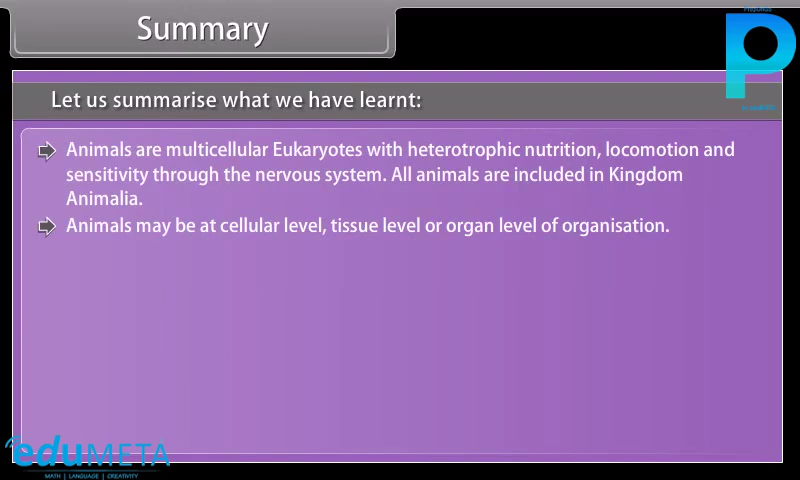 Summary
P
Let us summarise what we have learnt:
Animals are multicellular Eukaryotes with heterotrophic nutrition, locomotion and
sensitivity through the nervous system. All animals are included in Kingdom
Animalia.
Animals may be at cellular level, tissue level or organ level of organisation.
eduMETA
MATH | LANGUAGE | CREATIVITY